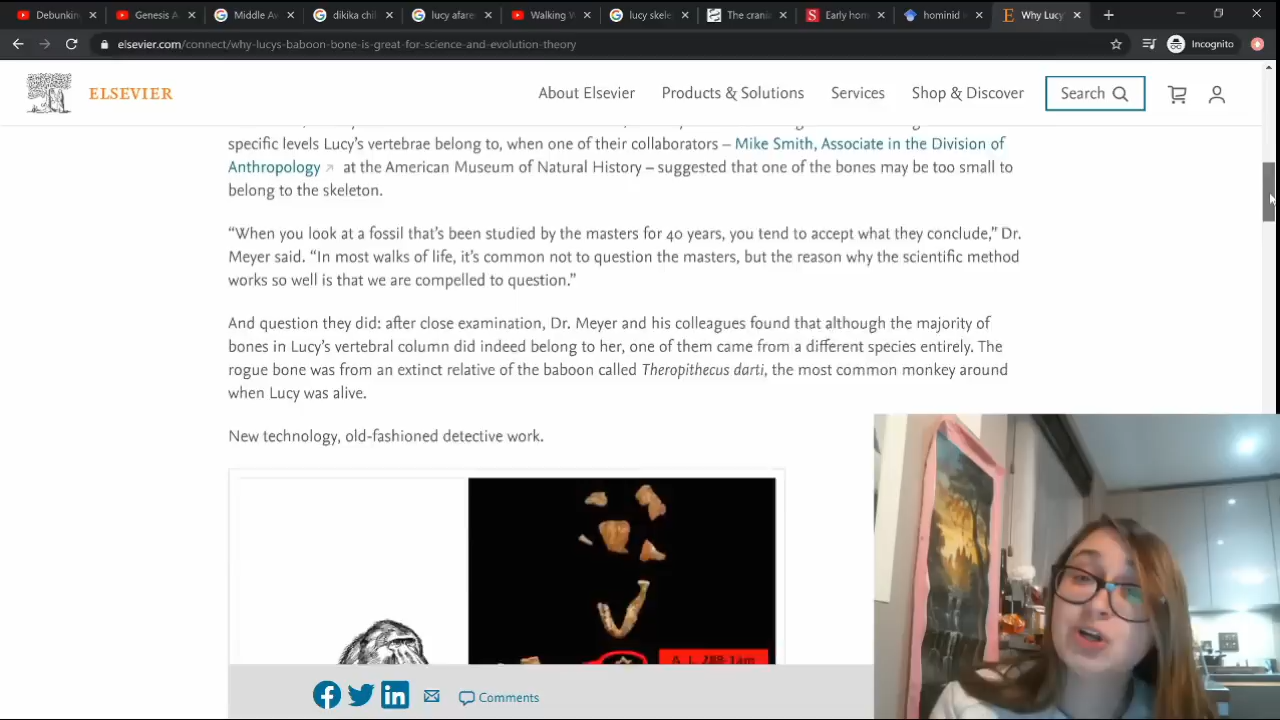 Debunking
Genesis A
Middle Aw
dikika chil
lucy afare
Walking W
lucy skele
The crania
Early hom
hominid
Why Lucy
elsevier.com/connect/why-lucys-baboon-bone-is-great-for-science-and-evolution-theory
Incognito
ELSEVIER
About Elsevier
Products & Solutions
Services
Shop & Discover
Search
specific levels Lucy's vertebrae belong to, when one of their collaborators – Mike Smith, Associate in the Division of
Anthropology at the American Museum of Natural History – suggested that one of the bones may be too small to
belong to the skeleton.
“When you look at a fossil that's been studied by the masters for 40 years, you tend to accept what they conclude,” Dr.
Meyer said. “In most walks of life, it's common not to question the masters, but the reason why the scientific method
works so well is that we are compelled to question.”
And question they did: after close examination, Dr. Meyer and his colleagues found that although the majority of
bones in Lucy's vertebral column did indeed belong to her, one of them came from a different species entirely. The
rogue bone was from an extinct relative of the baboon called Theropithecus darti, the most common monkey around
when Lucy was alive.
New technology, old-fashioned detective work.
A. L. 288-1am
Comments